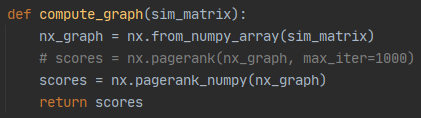 def compute_graph(sim_matrix):
    nx_graph = nx.from_numpy_array(sim_matrix)
    # scores = nx.pagerank(nx_graph, max_iter=1000)
    scores = nx.pagerank_numpy(nx_graph)
    return scores